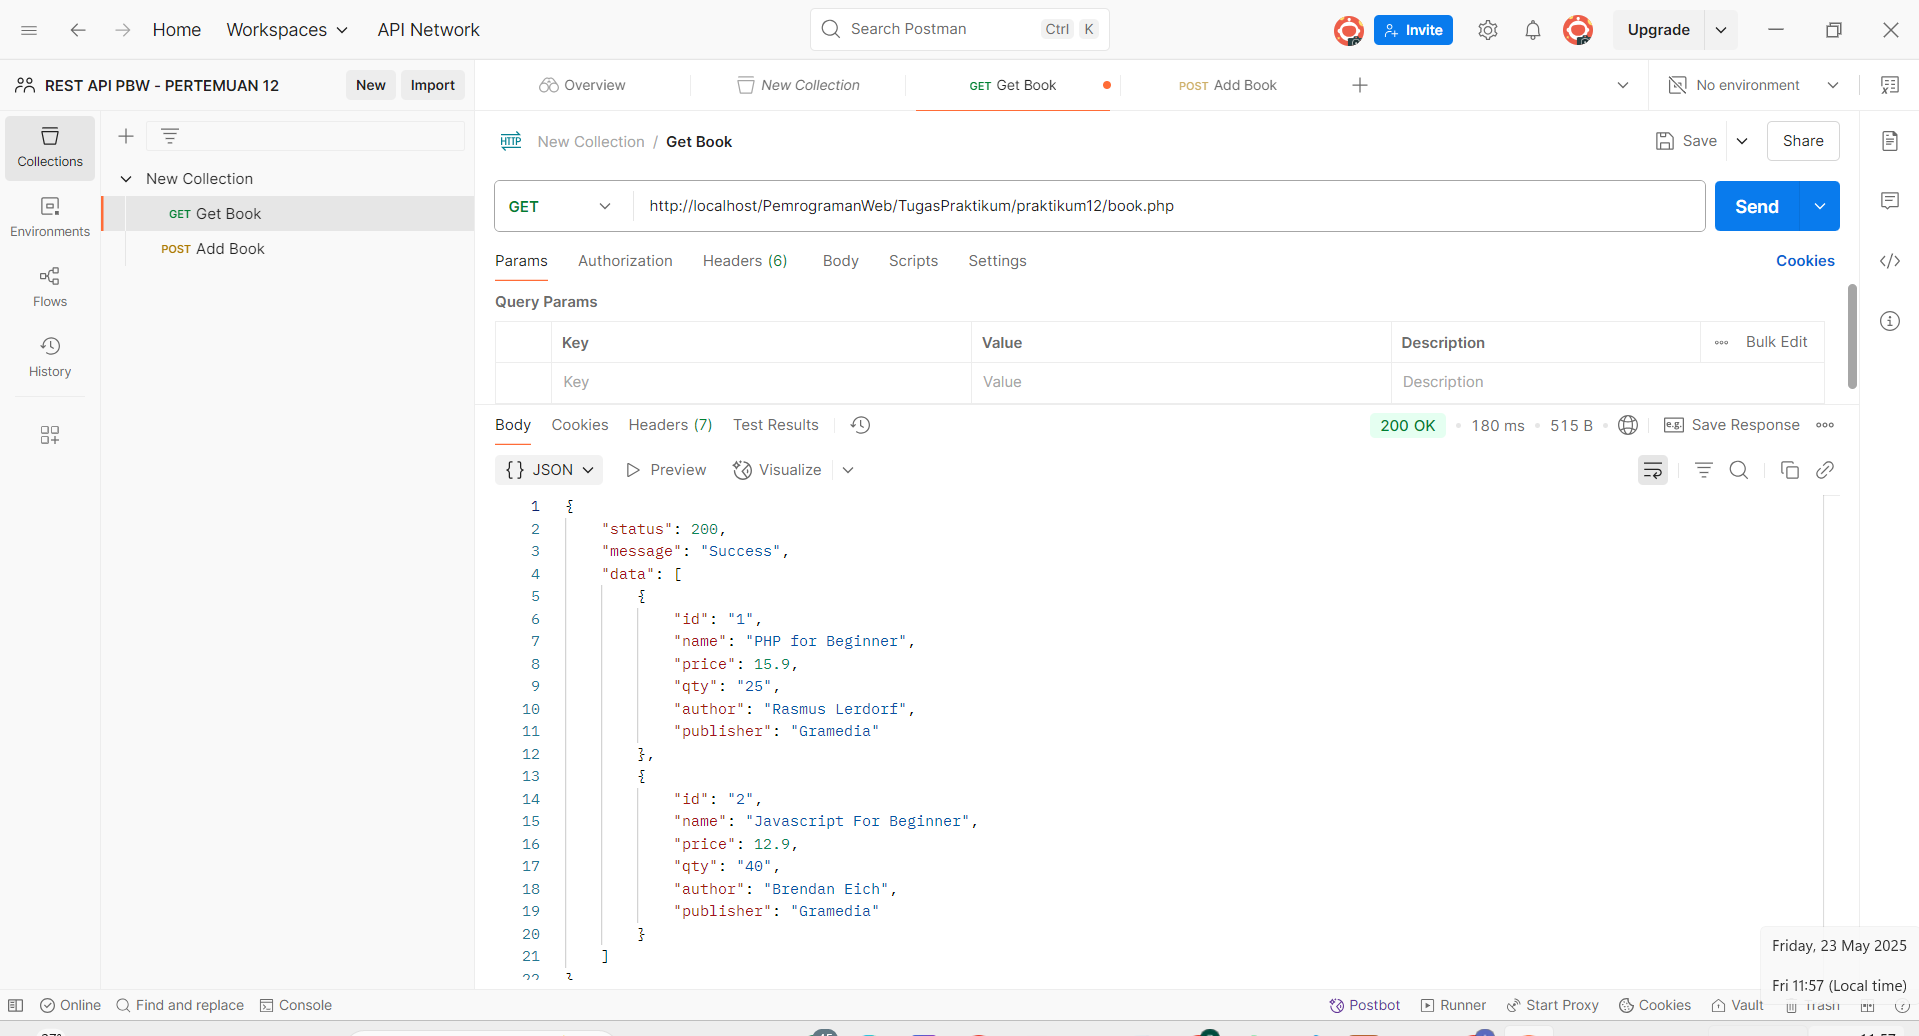 Home Workspaces API Network Search Postman Ctrl K Invite Upgrade
REST API PBW - PERTEMUAN 12 New Import Overview New Collection GET Get Book POST Add Book No environment
Collections
Environments
Flows
History
New Collection
GET Get Book
POST Add Book
HTTP New Collection / Get Book Save Share
GET http://localhost/PemrogramanWeb/TugasPraktikum/praktikum12/book.php Send
Params Authorization Headers (6) Body Scripts Settings Cookies
Query Params
Key Value Description Bulk Edit
Key Value Description
Body Cookies Headers (7) Test Results 200 OK 180 ms 515 B e.g. Save Response
{} JSON Preview Visualize
1 {
2 "status": 200,
3 "message": "Success",
4 "data": [
5 {
6 "id": "1",
7 "name": "PHP for Beginner",
8 "price": 15.9,
9 "qty": "25",
10 "author": "Rasmus Lerdorf",
11 "publisher": "Gramedia"
12 },
13 {
14 "id": "2",
15 "name": "Javascript For Beginner",
16 "price": 12.9,
17 "qty": "40",
18 "author": "Brendan Eich",
19 "publisher": "Gramedia"
20 }
21 ]
22 }
Friday, 23 May 2025
Fri 11:57 (Local time)
Online Find and replace Console Postbot Runner Start Proxy Cookies Vault Trash